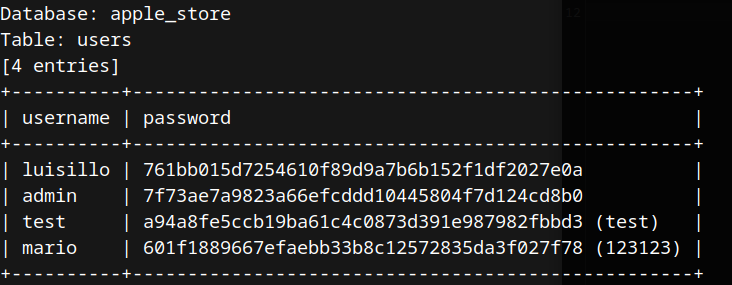 Database: apple_store
Table: users
[4 entries]
+----------+---------------------------------------------------+
| username | password                                          |
+----------+---------------------------------------------------+
| luisillo | 761bb015d7254610f89d9a7b6b152f1df2027e0a          |
| admin    | 7f73ae7a9823a66efcddd10445804f7d124cd8b0          |
| test     | a94a8fe5ccb19ba61c4c0873d391e987982fbbd3 (test)   |
| mario    | 601f1889667efaebb33b8c12572835da3f027f78 (123123) |
+----------+---------------------------------------------------+